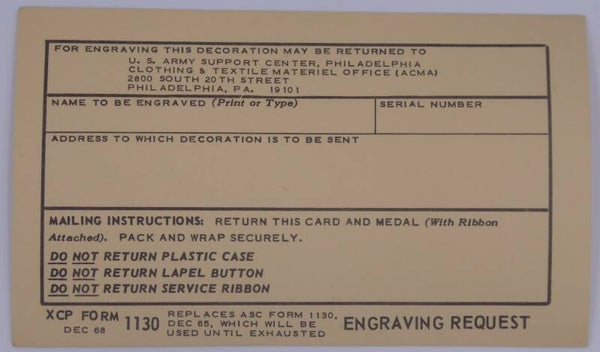 FOR ENGRAVING THIS DECORATION MAY BE RETURNED TO
U. S. ARMY SUPPORT CENTER, PHILADELPHIA
CLOTHING & TEXTILE MATERIEL OFFICE (ACMA)
2800 SOUTH 20TH STREET
PHILADELPHIA, PA. 19101
NAME TO BE ENGRAVED (Print or Type)
SERIAL NUMBER
ADDRESS TO WHICH DECORATION IS TO BE SENT
MAILING INSTRUCTIONS: RETURN THIS CARD AND MEDAL (With Ribbon
Attached). PACK AND WRAP SECURELY.
DO NOT RETURN PLASTIC CASE
DO NOT RETURN LAPEL BUTTON
DO NOT RETURN SERVICE RIBBON
XCP FORM 1130
DEC 68
REPLACES ASC FORM 1130,
DEC 65, WHICH WILL BE
USED UNTIL EXHAUSTED
ENGRAVING REQUEST